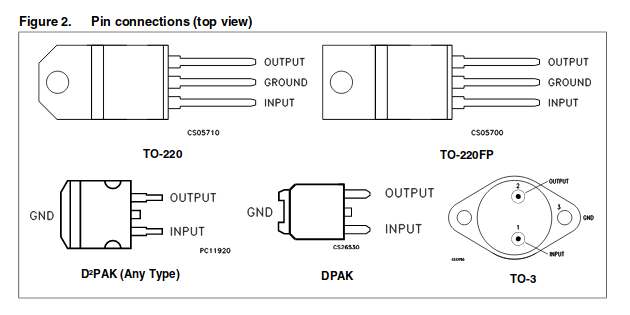 Figure 2. Pin connections (top view)
OUTPUT
GROUND
INPUT
CS05710
TO-220
OUTPUT
GROUND
INPUT
CS05700
TO-220FP
GND
OUTPUT
INPUT
PC11920
D²PAK (Any Type)
GND
OUTPUT
INPUT
CS26530
DPAK
2
OUTPUT
3
GND
1
INPUT
TO-3